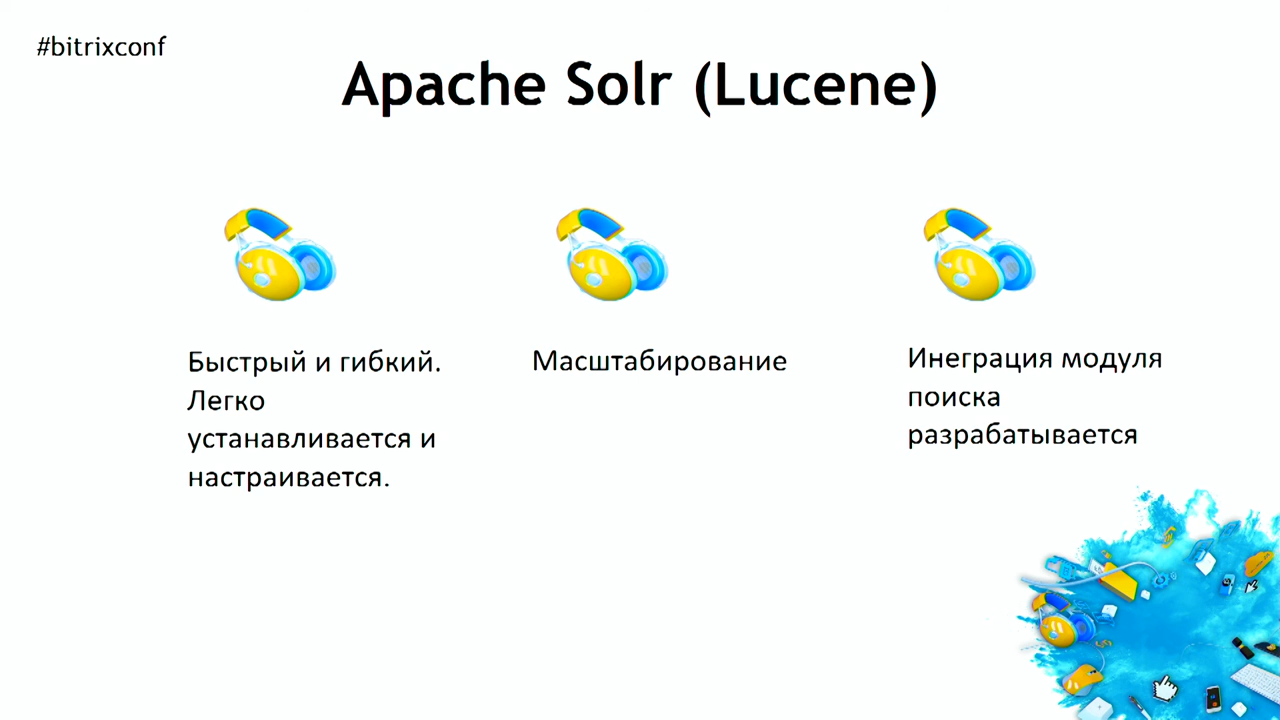 #bitrixconf
Apache Solr (Lucene)
Быстрый и гибкий.
Легко
устанавливается и
настраивается.
Масштабирование
Инеграция модуля
поиска
разрабатывается